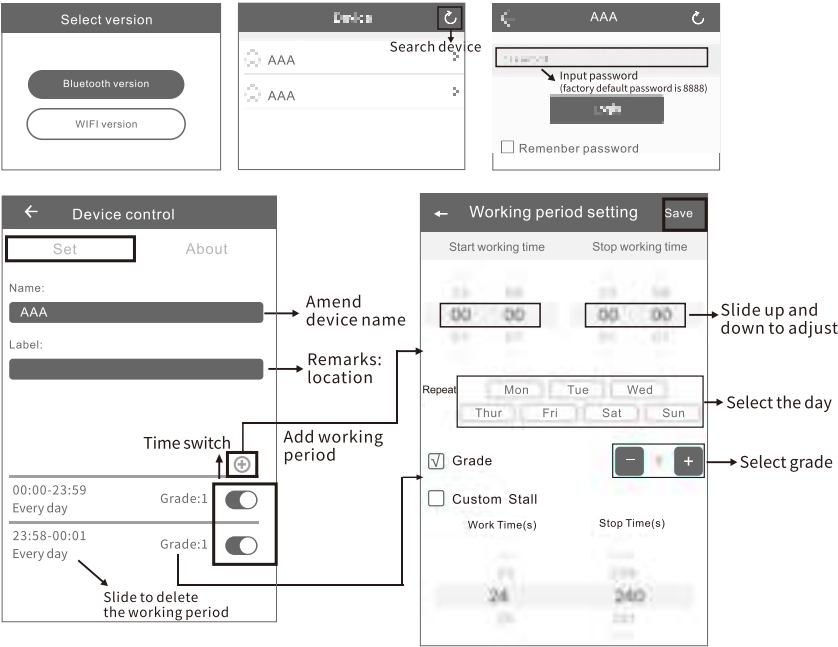 Select version
Bluetooth version
WIFI version
Device
Search device
AAA
AAA
AAA
Input password
(factory default password is 8888)
Login
Remenber password
Device control
Set About
Name:
AAA
Amend
device name
Label:
Remarks:
location
Time switch
Add working
period
00:00-23:59
Every day
Grade:1
23:58-00:01
Every day
Grade:1
Slide to delete
the working period
Working period setting
Save
Start working time Stop working time
00 00 00 00
Slide up and
down to adjust
Repeat
Mon Tue Wed
Thur Fri Sat Sun
Select the day
√ Grade
− +
Select grade
Custom Stall
Work Time(s) Stop Time(s)
24 240